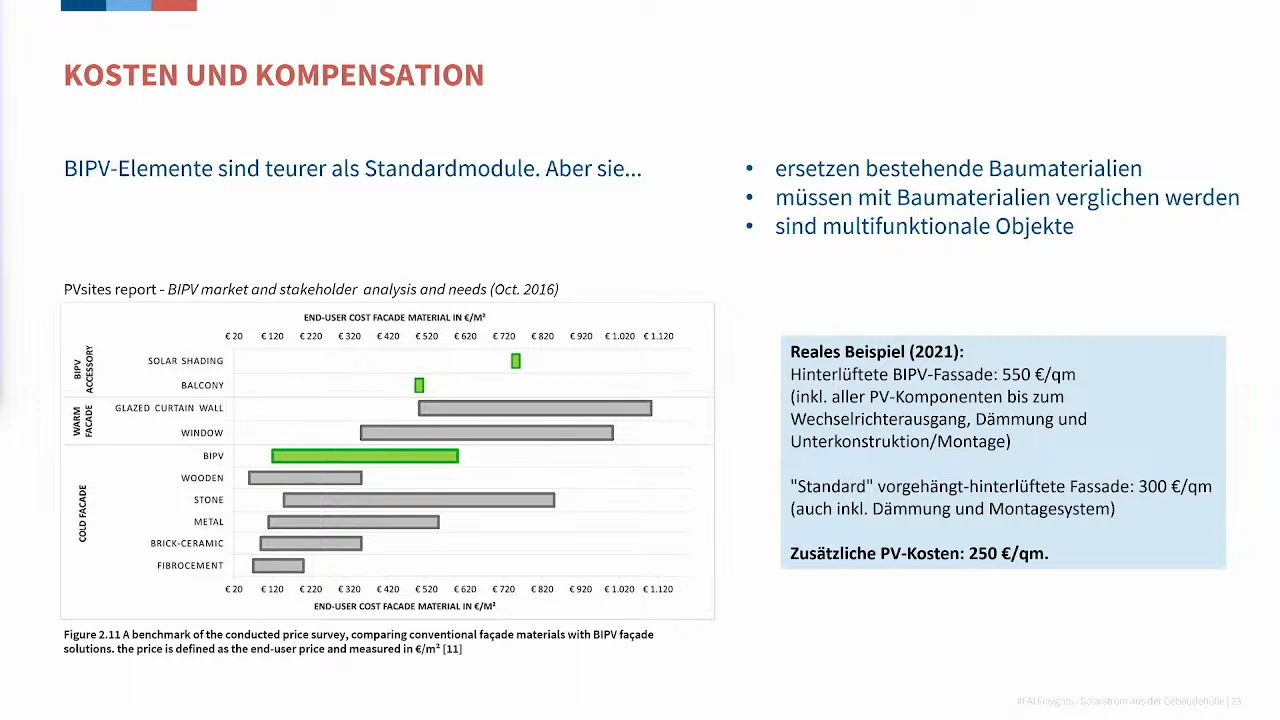 KOSTEN UND KOMPENSATION
BIPV-Elemente sind teurer als Standardmodule. Aber sie...
• ersetzen bestehende Baumaterialien
• müssen mit Baumaterialien verglichen werden
• sind multifunktionale Objekte
PVsites report - BIPV market and stakeholder analysis and needs (Oct. 2016)
END-USER COST FACADE MATERIAL IN €/M²
€ 20 € 120 € 220 € 320 € 420 € 520 € 620 € 720 € 820 € 920 € 1.020 € 1.120
BIPV
ACCESSORY
SOLAR SHADING
BALCONY
WARM
FACADE
GLAZED CURTAIN WALL
WINDOW
COLD FACADE
BIPV
WOODEN
STONE
METAL
BRICK-CERAMIC
FIBROCEMENT
€ 20 € 120 € 220 € 320 € 420 € 520 € 620 € 720 € 820 € 920 € 1.020 € 1.120
END-USER COST FACADE MATERIAL IN €/M²
Figure 2.11 A benchmark of the conducted price survey, comparing conventional façade materials with BIPV façade
solutions. the price is defined as the end-user price and measured in €/m² [11]
Reales Beispiel (2021):
Hinterlüftete BIPV-Fassade: 550 €/qm
(inkl. aller PV-Komponenten bis zum
Wechselrichterausgang, Dämmung und
Unterkonstruktion/Montage)
"Standard" vorgehängt-hinterlüftete Fassade: 300 €/qm
(auch inkl. Dämmung und Montagesystem)
Zusätzliche PV-Kosten: 250 €/qm.
#FALEinsights - Solarstrom aus der Gebäudehülle | 23